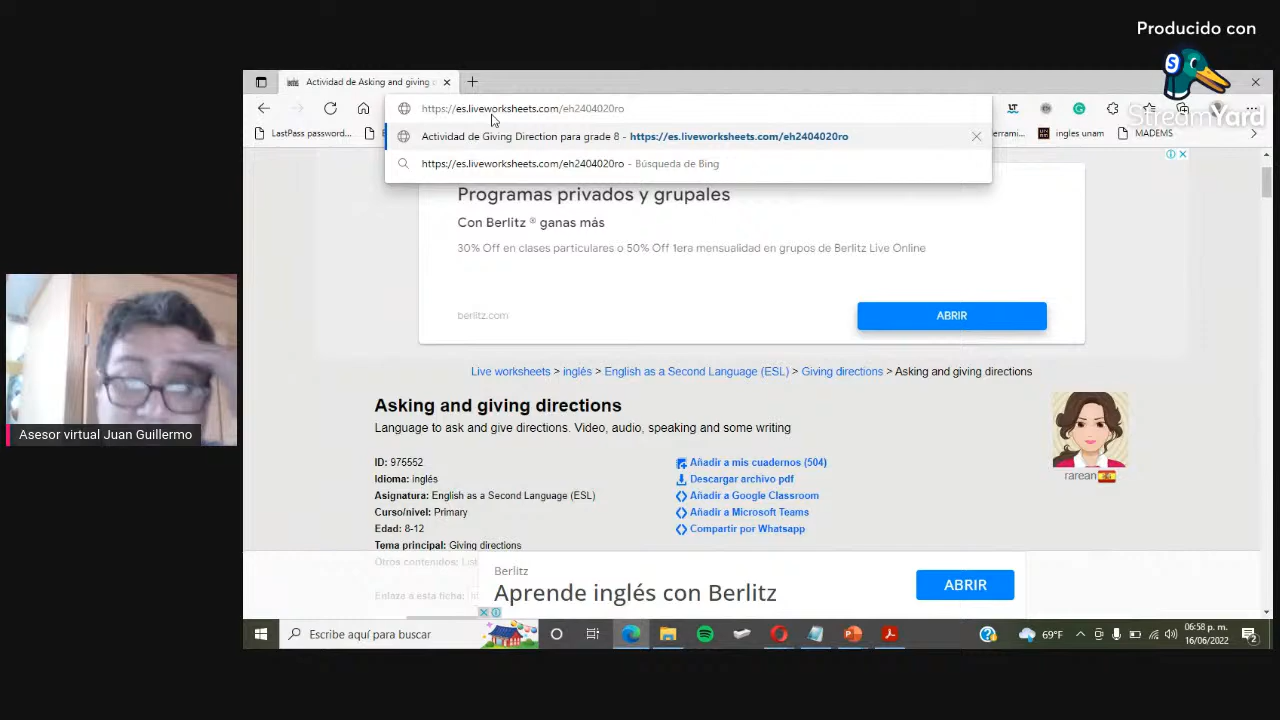 Producido con
StreamYard
Actividad de Asking and giving
https://es.liveworksheets.com/eh2404020ro
LastPass password...
ingles unam
MADEMS
Actividad de Giving Direction para grade 8 - https://es.liveworksheets.com/eh2404020ro
https://es.liveworksheets.com/eh2404020ro - Búsqueda de Bing
Programas privados y grupales
Con Berlitz ® ganas más
30% Off en clases particulares o 50% Off 1era mensualidad en grupos de Berlitz Live Online
berlitz.com
ABRIR
Live worksheets > inglés > English as a Second Language (ESL) > Giving directions > Asking and giving directions
Asking and giving directions
Language to ask and give directions. Video, audio, speaking and some writing
ID: 975552
Idioma: inglés
Asignatura: English as a Second Language (ESL)
Curso/nivel: Primary
Edad: 8-12
Tema principal: Giving directions
Otros contenidos:
Enlace a esta ficha:
Añadir a mis cuadernos (504)
Descargar archivo pdf
Añadir a Google Classroom
Añadir a Microsoft Teams
Compartir por Whatsapp
rarean
Asesor virtual Juan Guillermo
Berlitz
Aprende inglés con Berlitz
ABRIR
Escribe aquí para buscar
69°F
06:58 p. m.
16/06/2022
2